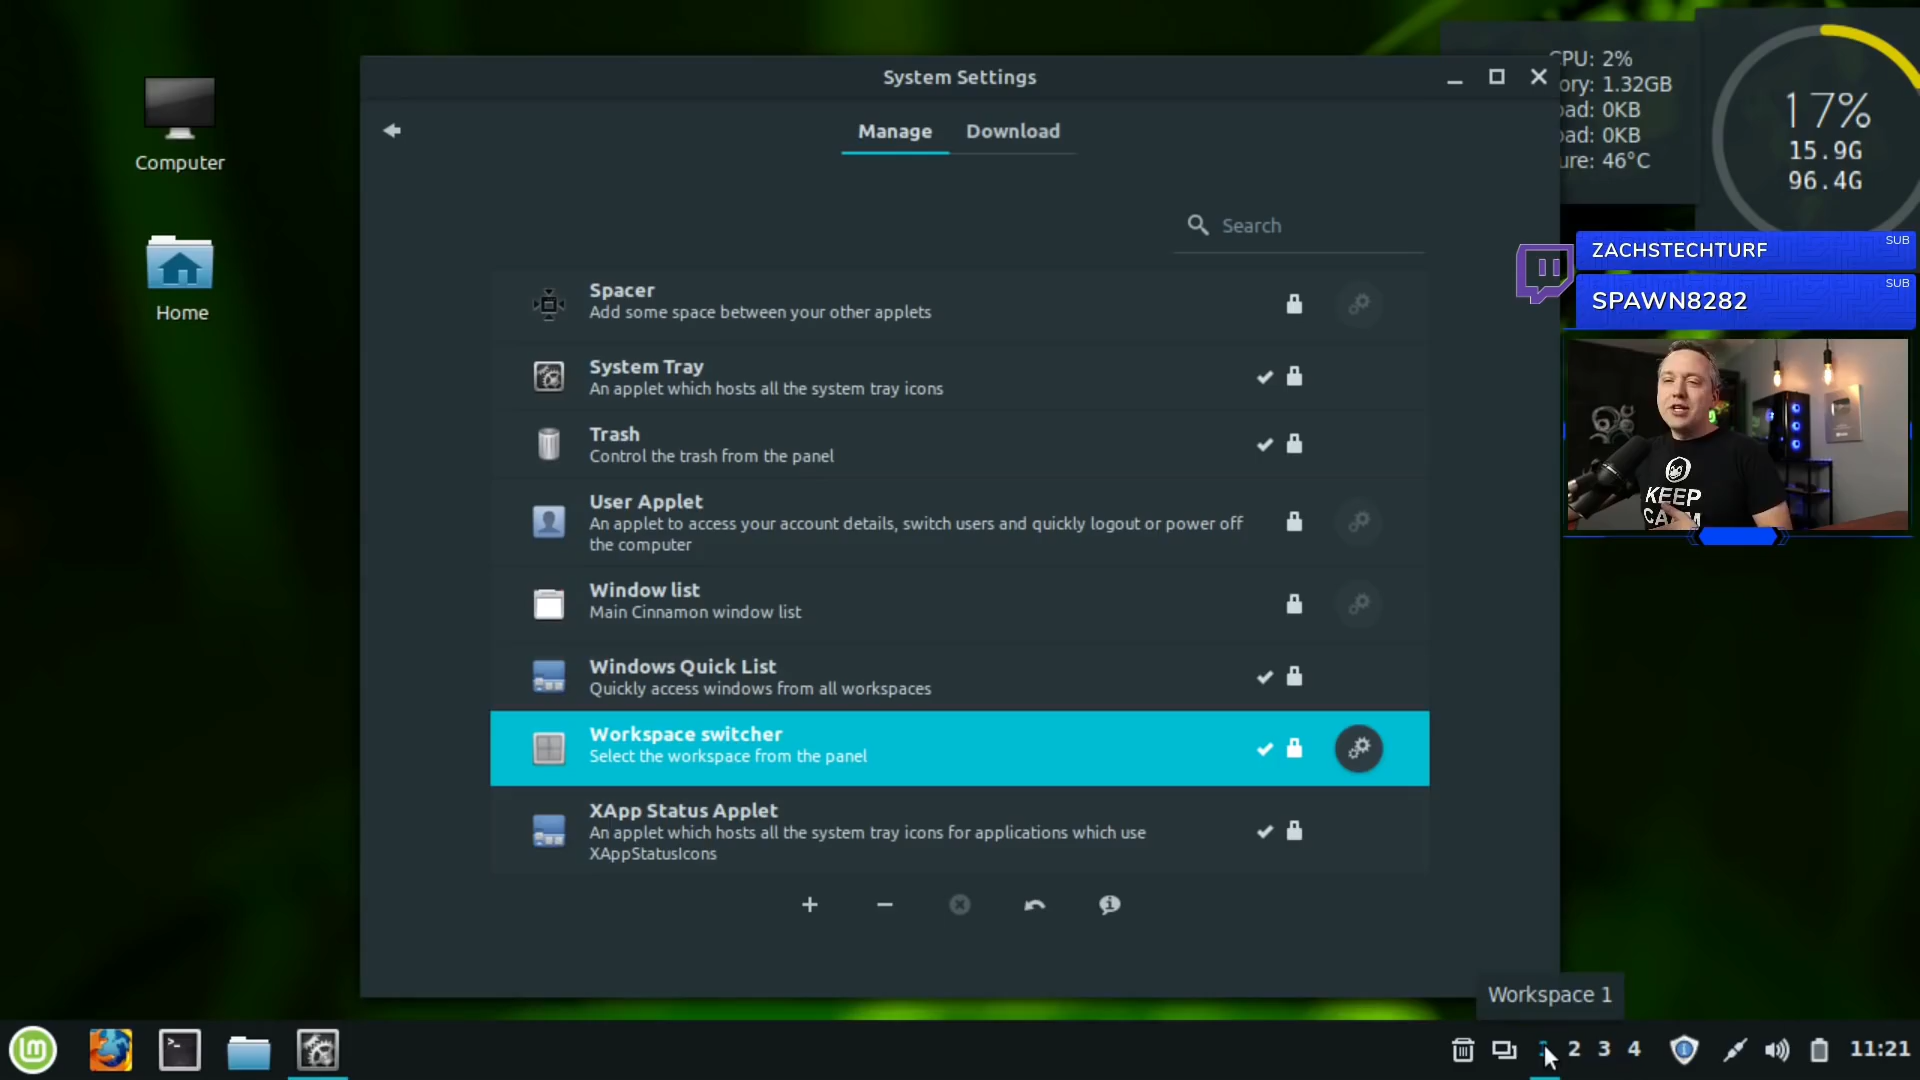 System Settings
Manage
Download
Search
Computer
Home
Spacer
Add some space between your other applets
System Tray
An applet which hosts all the system tray icons
Trash
Control the trash from the panel
User Applet
An applet to access your account details, switch users and quickly logout or power off
the computer
Window list
Main Cinnamon window list
Windows Quick List
Quickly access windows from all workspaces
Workspace switcher
Select the workspace from the panel
XApp Status Applet
An applet which hosts all the system tray icons for applications which use
XAppStatusIcons
CPU: 2%
ory: 1.32GB
oad: 0KB
oad: 0KB
ure: 46°C
17%
15.9G
96.4G
ZACHSTECHTURF
SUB
SPAWN8282
SUB
KEEP
CALM
Workspace 1
2 3 4
11:21